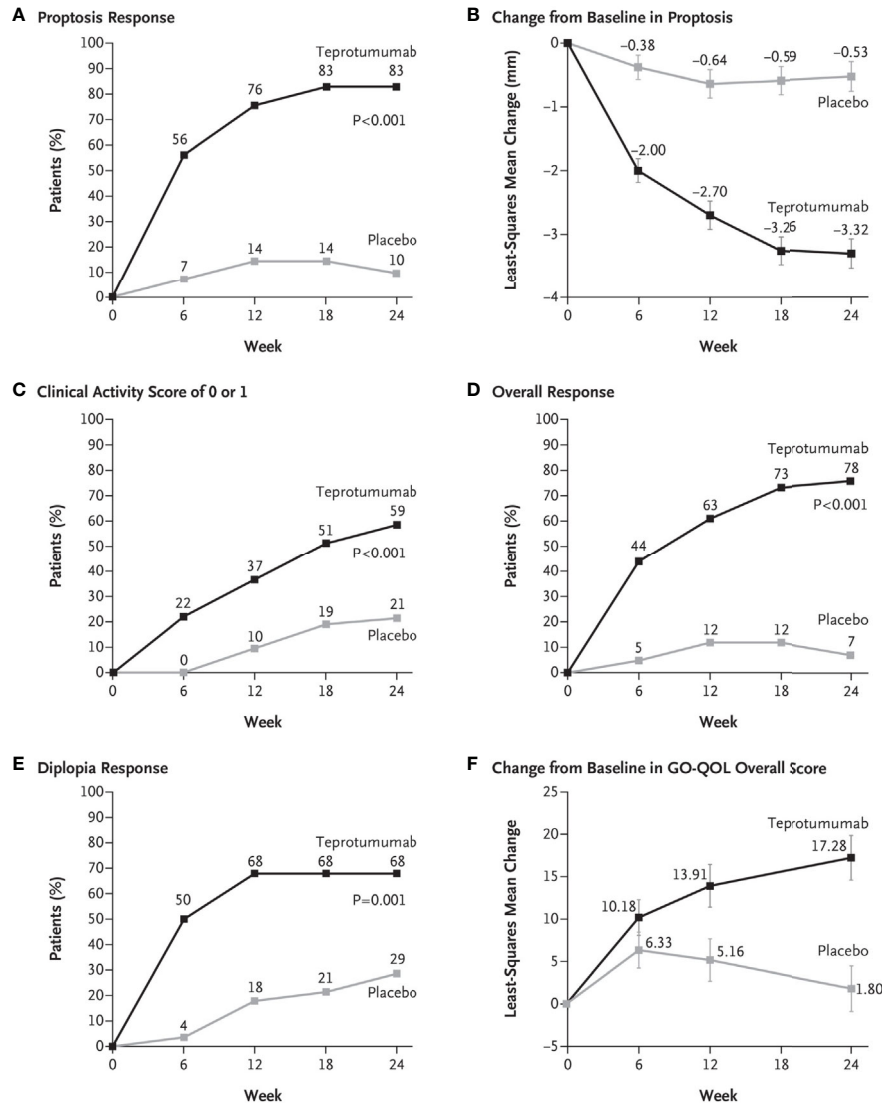 A Proptosis Response
Patients (%)
100
90
80
70
60
50
40
30
20
10
0
Teprotumumab
56
76
83
83
P<0.001
Placebo
7
14
14
10
0 6 12 18 24
Week
B Change from Baseline in Proptosis
Least-Squares Mean Change (mm)
0
−1
−2
−3
−4
−0.38
−0.64
−0.59
−0.53
Placebo
−2.00
−2.70
Teprotumumab
−3.26
−3.32
0 6 12 18 24
Week
C Clinical Activity Score of 0 or 1
Patients (%)
100
90
80
70
60
50
40
30
20
10
0
Teprotumumab
22
37
51
59
P<0.001
0
10
19
21
Placebo
0 6 12 18 24
Week
D Overall Response
Patients (%)
100
90
80
70
60
50
40
30
20
10
0
Teprotumumab
44
63
73
78
P<0.001
Placebo
5
12
12
7
0 6 12 18 24
Week
E Diplopia Response
Patients (%)
100
90
80
70
60
50
40
30
20
10
0
Teprotumumab
50
68
68
68
P=0.001
4
18
21
29
Placebo
0 6 12 18 24
Week
F Change from Baseline in GO-QOL Overall Score
Least-Squares Mean Change
25
20
15
10
5
0
−5
Teprotumumab
10.18
13.91
17.28
Placebo
6.33
5.16
1.80
0 6 12 18 24
Week